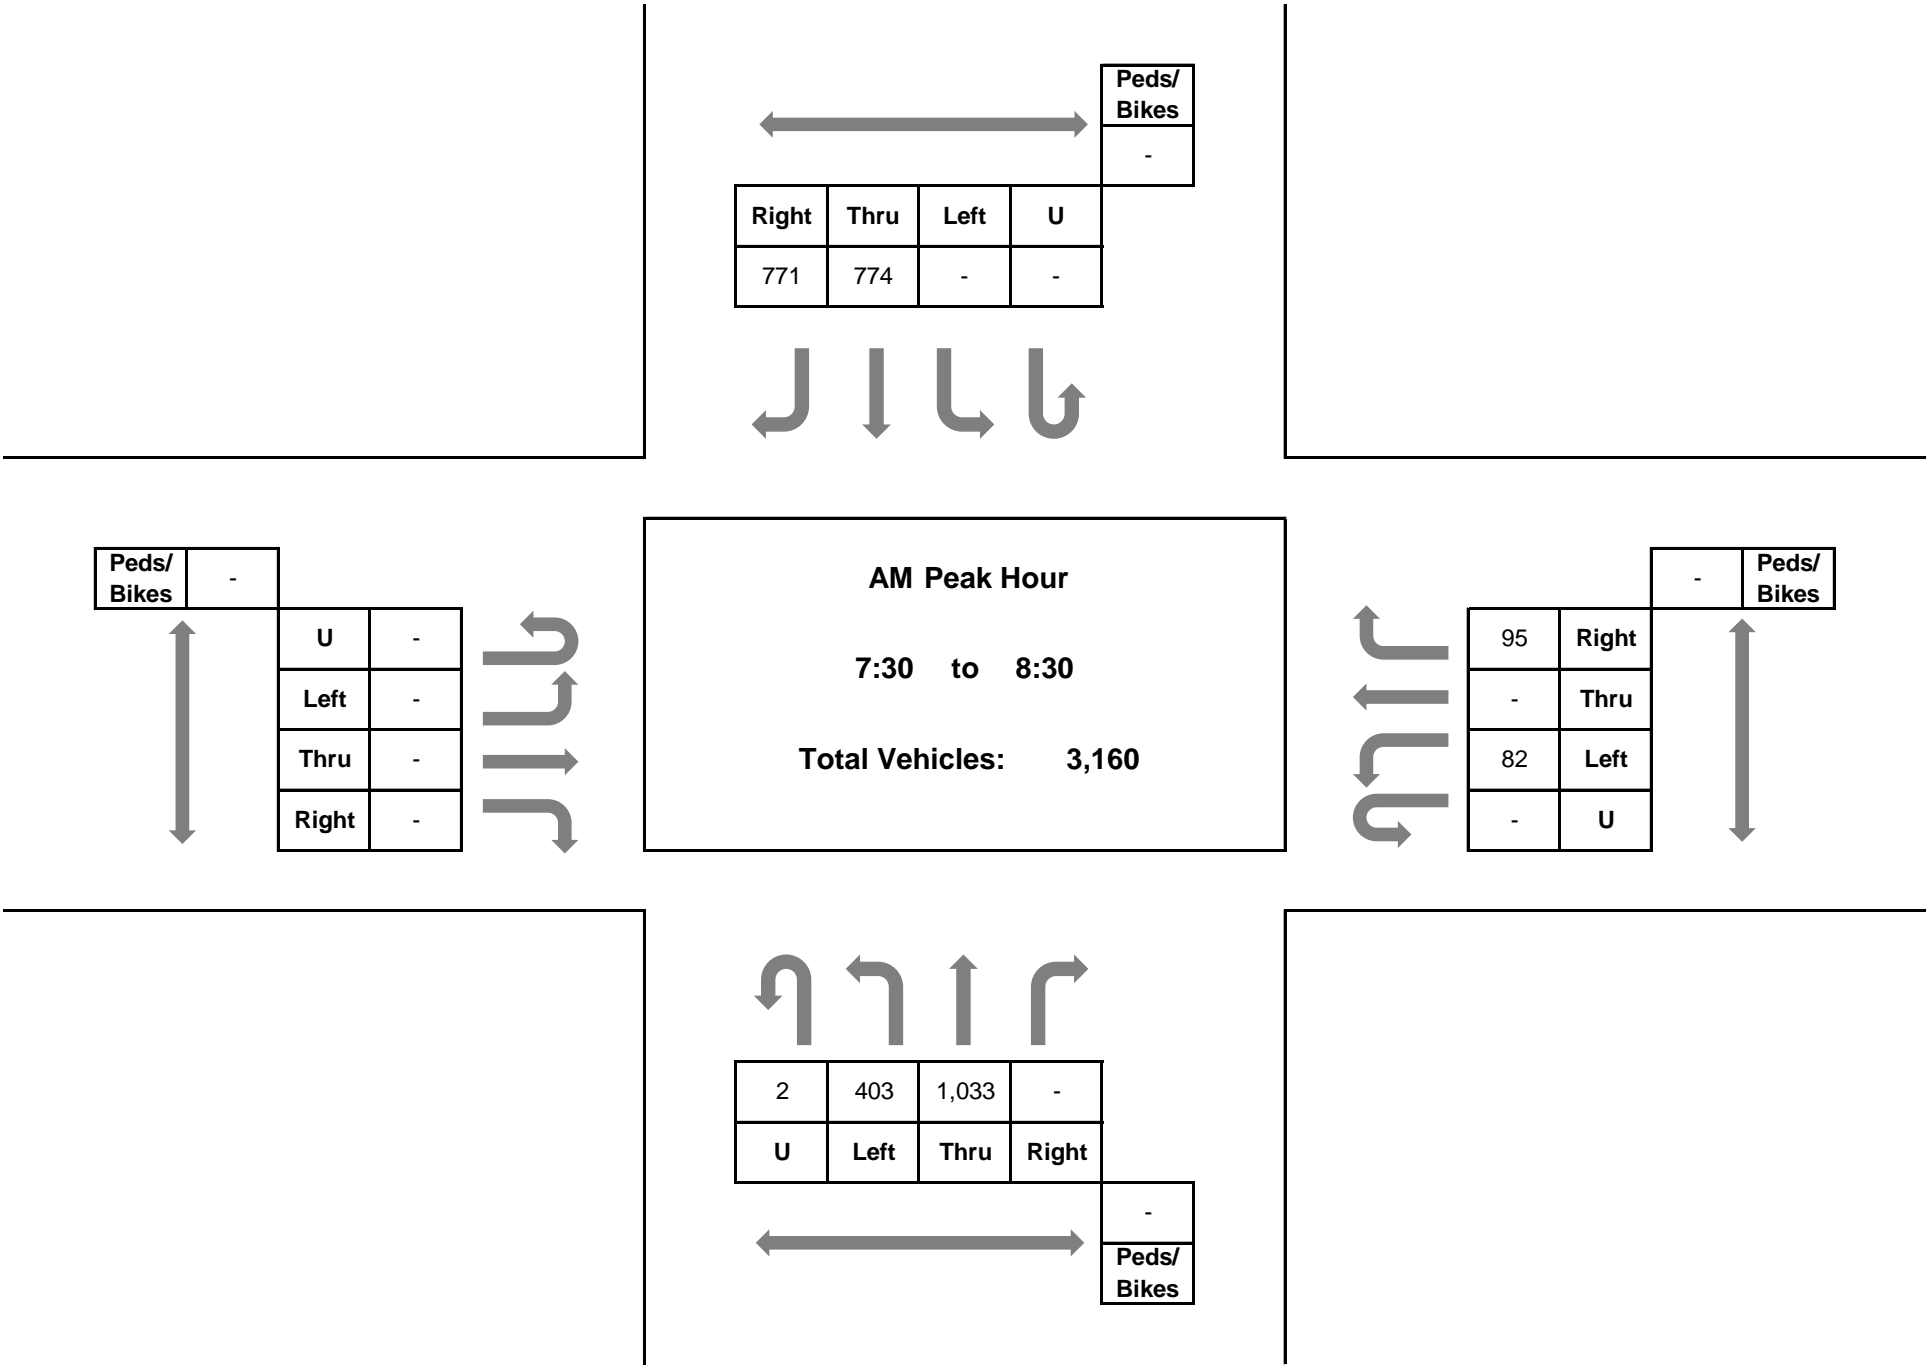 Peds/
Bikes
-
Right Thru Left U
771 774 - -
Peds/
Bikes
-
U -
Left -
Thru -
Right -
AM Peak Hour
7:30 to 8:30
Total Vehicles: 3,160
-
Peds/
Bikes
95 Right
- Thru
82 Left
- U
2 403 1,033 -
U Left Thru Right
-
Peds/
Bikes